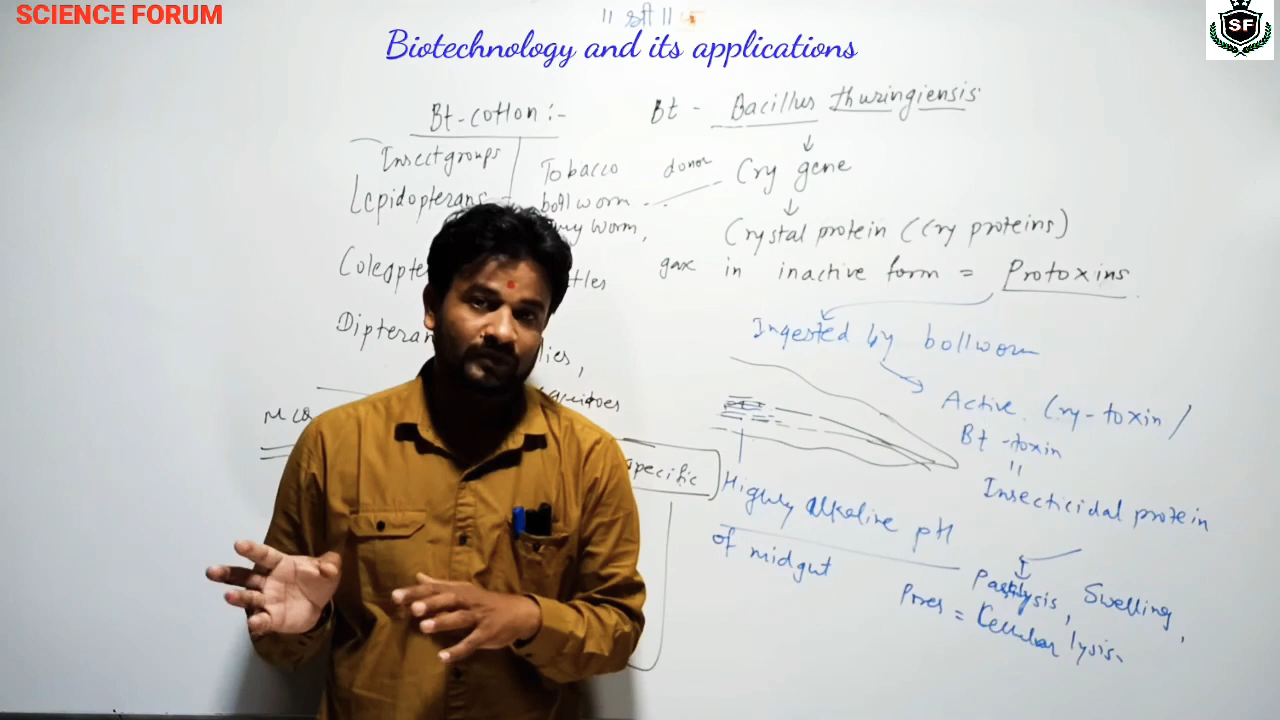 SCIENCE FORUM
SF
॥ श्री ॥
Biotechnology and its applications
Bt-cotton :-
Bt - Bacillus thuringiensis
Insect groups
Tobacco
donor
Cry gene
Lepidopterans
bollworm
worm,
Crystal protein (Cry proteins)
in inactive form = Protoxins
Ingested by bollworm
Active Cry-toxin /
Bt-toxin
"
Insecticidal protein
specific
Highly alkaline pH
of midgut
Swelling,
Pores = Cellular lysis